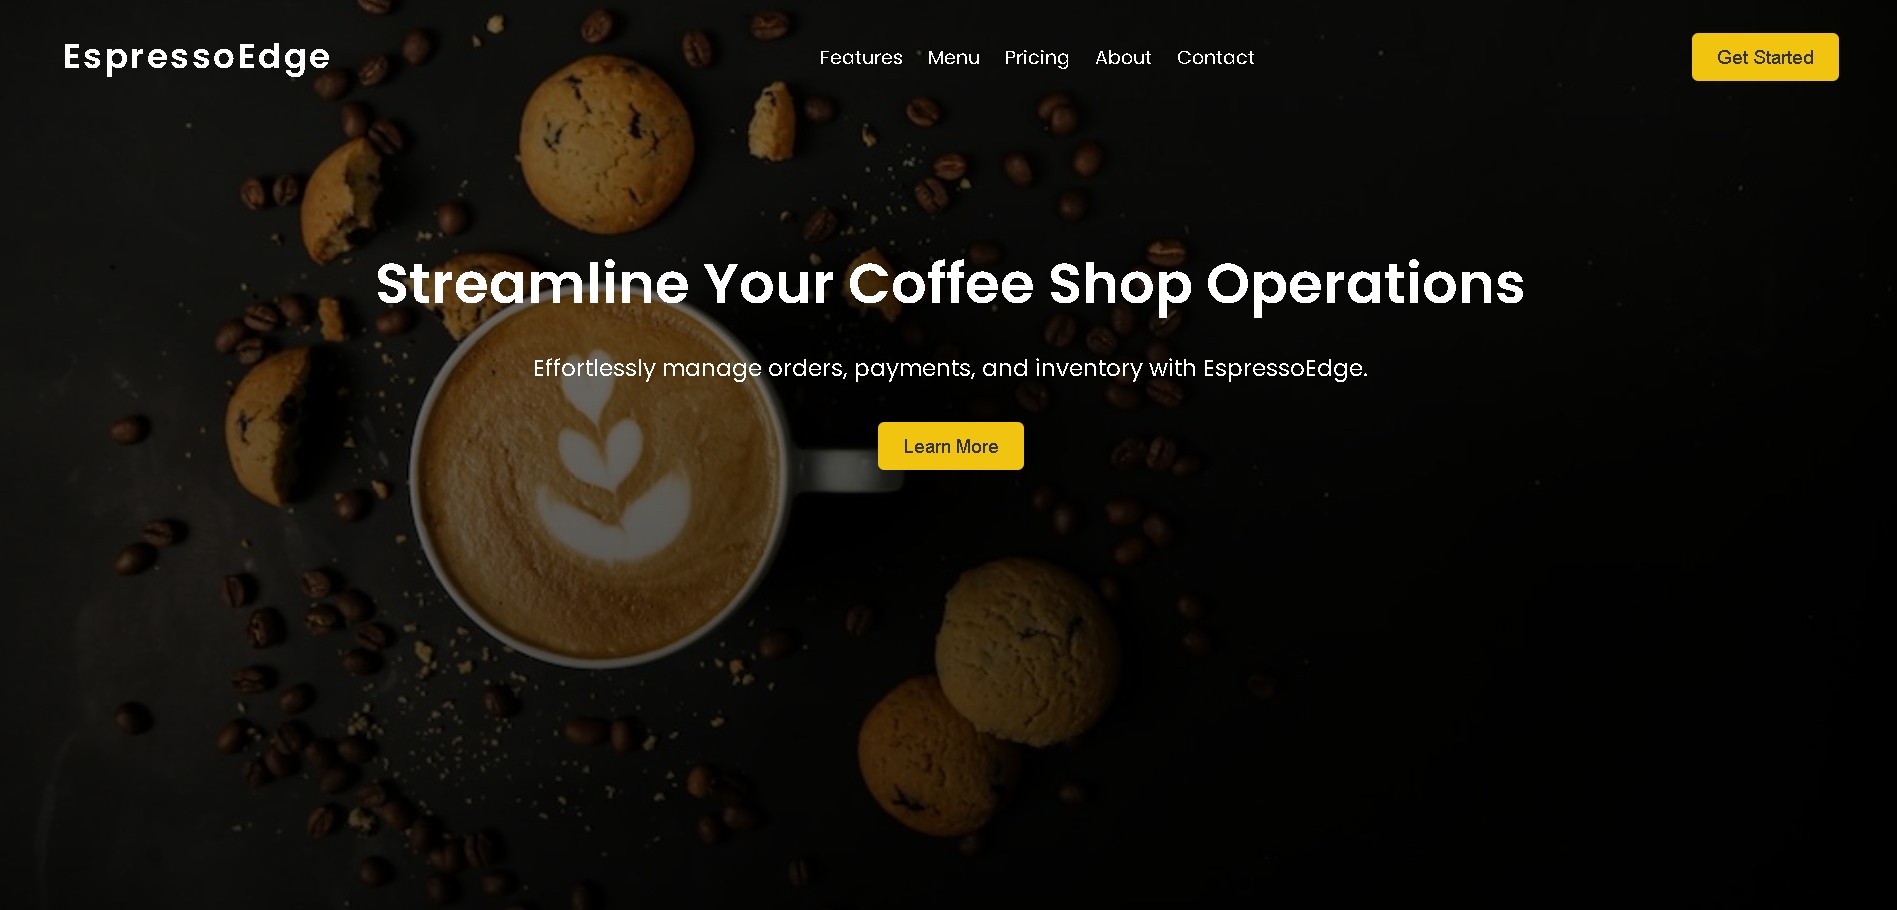 EspressoEdge
Features Menu Pricing About Contact
Get Started
Streamline Your Coffee Shop Operations
Effortlessly manage orders, payments, and inventory with EspressoEdge.
Learn More